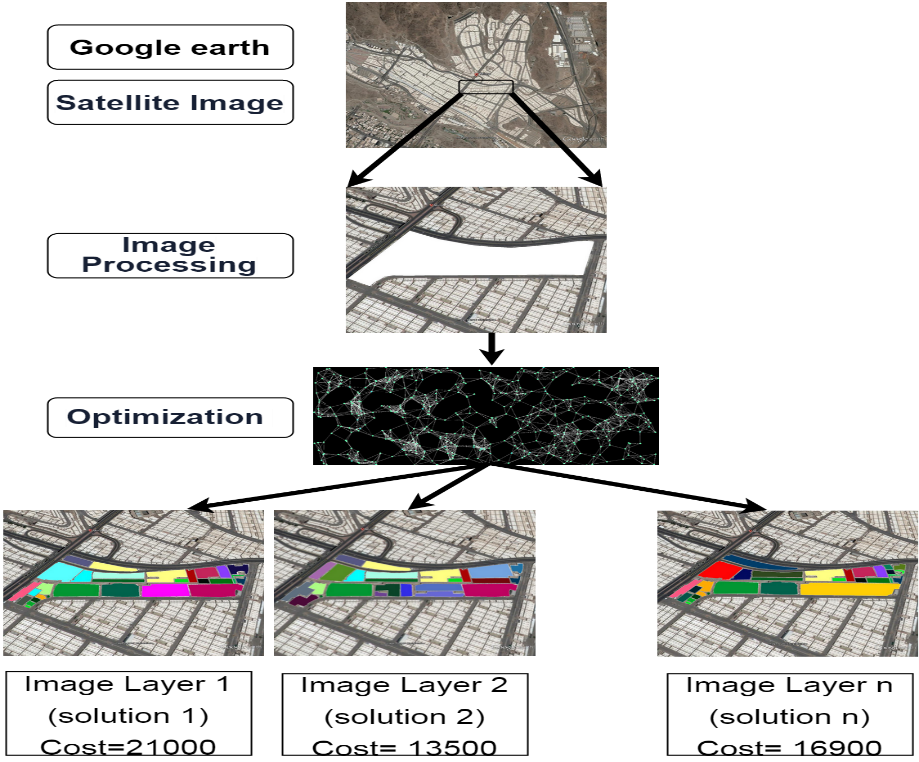 Google earth
Satellite Image
Image
Processing
Optimization
Image Layer 1
(solution 1)
Cost=21000
Image Layer 2
(solution 2)
Cost= 13500
Image Layer n
(solution n)
Cost= 16900